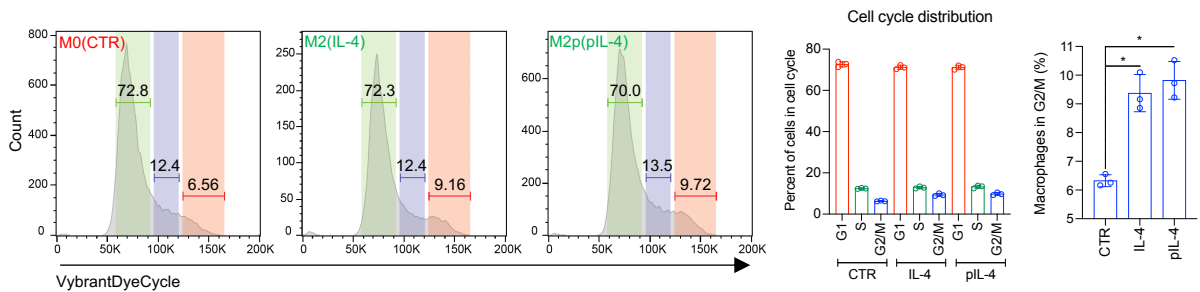 M0(CTR)
72.8
12.4
6.56
Count
800
600
400
200
0
0 50K 100K 150K 200K
M2(IL-4)
72.3
12.4
9.16
250
200
150
100
50
0
0 50K 100K 150K 200K
M2p(pIL-4)
70.0
13.5
9.72
600
400
200
0
0 50K 100K 150K 200K
VybrantDyeCycle
Cell cycle distribution
Percent of cells in cell cycle
80
60
40
20
0
G1 S G2/M G1 S G2/M G1 S G2/M
CTR IL-4 pIL-4
Macrophages in G2/M (%)
11
10
9
8
7
6
5
*
*
CTR IL-4 pIL-4